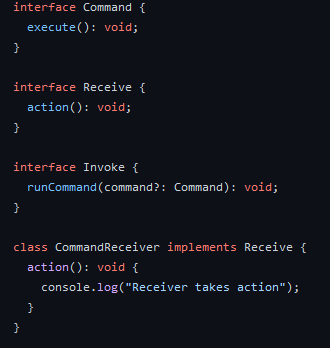 interface Command {
  execute(): void;
}

interface Receive {
  action(): void;
}

interface Invoke {
  runCommand(command?: Command): void;
}

class CommandReceiver implements Receive {
  action(): void {
    console.log("Receiver takes action");
  }
}